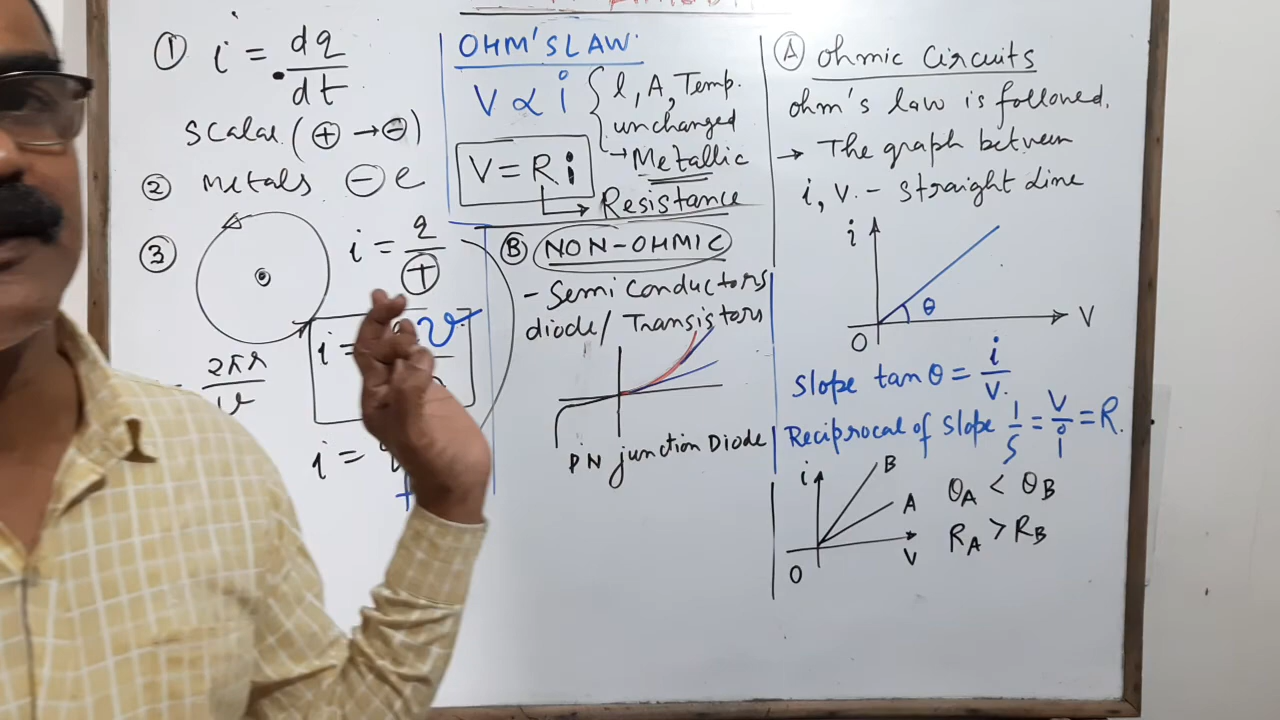 ① i = dq
dt
scalar (⊕ → ⊖)
② metals ⊖ e
③ i = q
T
i = v
2πr
v
i = q
OHM'S LAW.
V ∝ i { l, A, Temp.
unchanged
→ Metallic
V = R i
→ Resistance
Ⓑ NON-OHMIC
- Semi Conductors
diode / Transistors
PN junction Diode
Ⓐ ohmic Circuits
ohm's law is followed.
→ The graph between
i, V. - straight Line
i
θ
V
O
Slope tan θ = i
V.
Reciprocal of slope 1/S = V/i = R.
i B
A
V
O
θA < θB
RA > RB